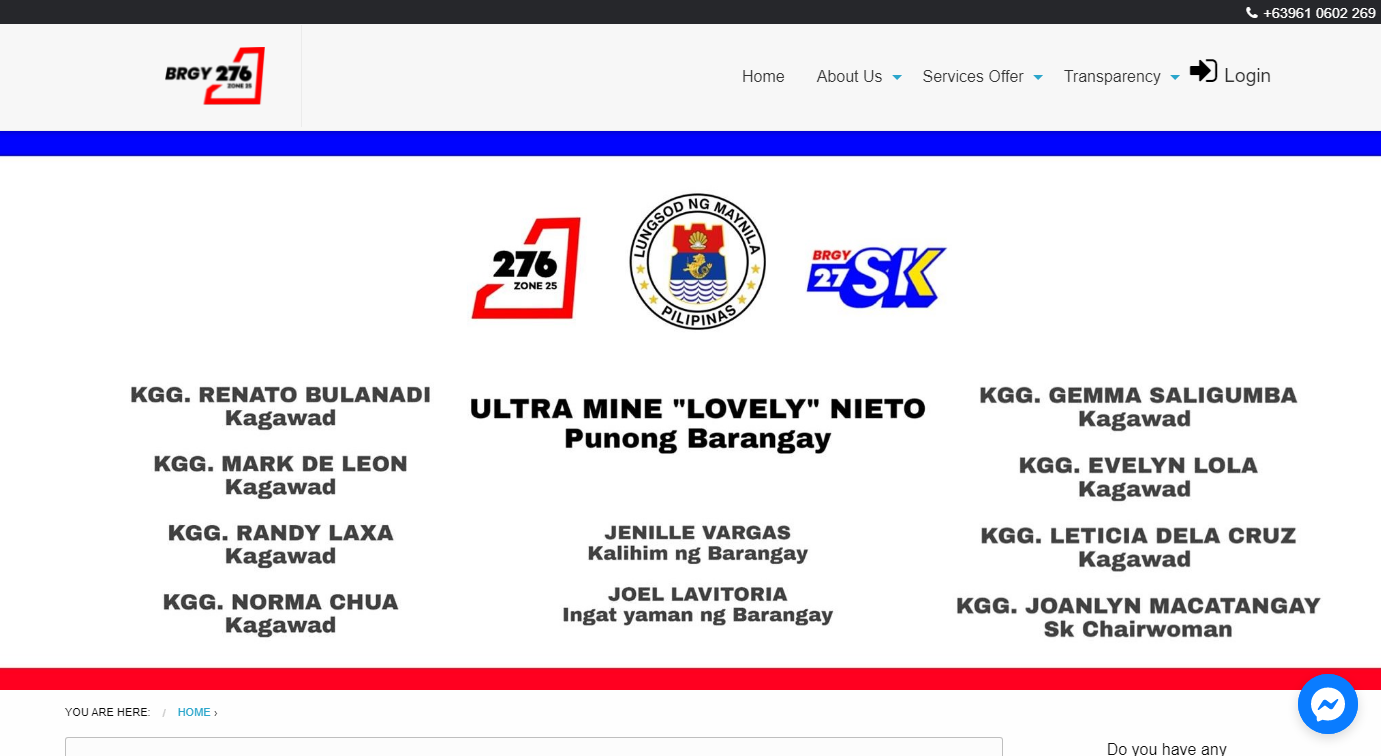 +63961 0602 269
BRGY 276
ZONE 25
Home
About Us
Services Offer
Transparency
Login
276
ZONE 25
LUNGSOD NG MAYNILA
PILIPINAS
BRGY
27 SK
KGG. RENATO BULANADI
Kagawad
KGG. MARK DE LEON
Kagawad
KGG. RANDY LAXA
Kagawad
KGG. NORMA CHUA
Kagawad
ULTRA MINE "LOVELY" NIETO
Punong Barangay
JENILLE VARGAS
Kalihim ng Barangay
JOEL LAVITORIA
Ingat yaman ng Barangay
KGG. GEMMA SALIGUMBA
Kagawad
KGG. EVELYN LOLA
Kagawad
KGG. LETICIA DELA CRUZ
Kagawad
KGG. JOANLYN MACATANGAY
Sk Chairwoman
YOU ARE HERE: / HOME ›
Do you have any